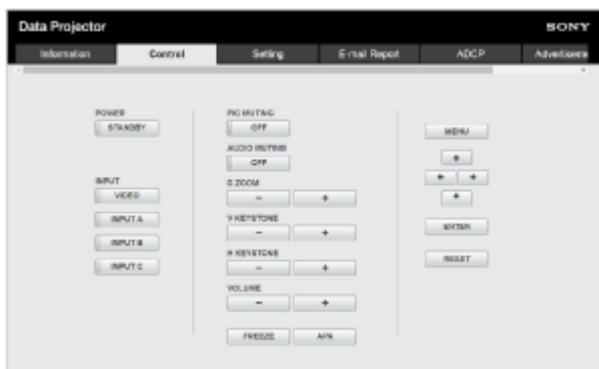 Data Projector SONY
Information Control Setting E-mail Report ADCP Advertiseme
POWER
STANDBY
INPUT
VIDEO
INPUT A
INPUT B
INPUT C
PIC MUTING
OFF
AUDIO MUTING
OFF
D ZOOM
- +
V KEYSTONE
- +
H KEYSTONE
- +
VOLUME
- +
FREEZE APA
MENU
ENTER
RESET